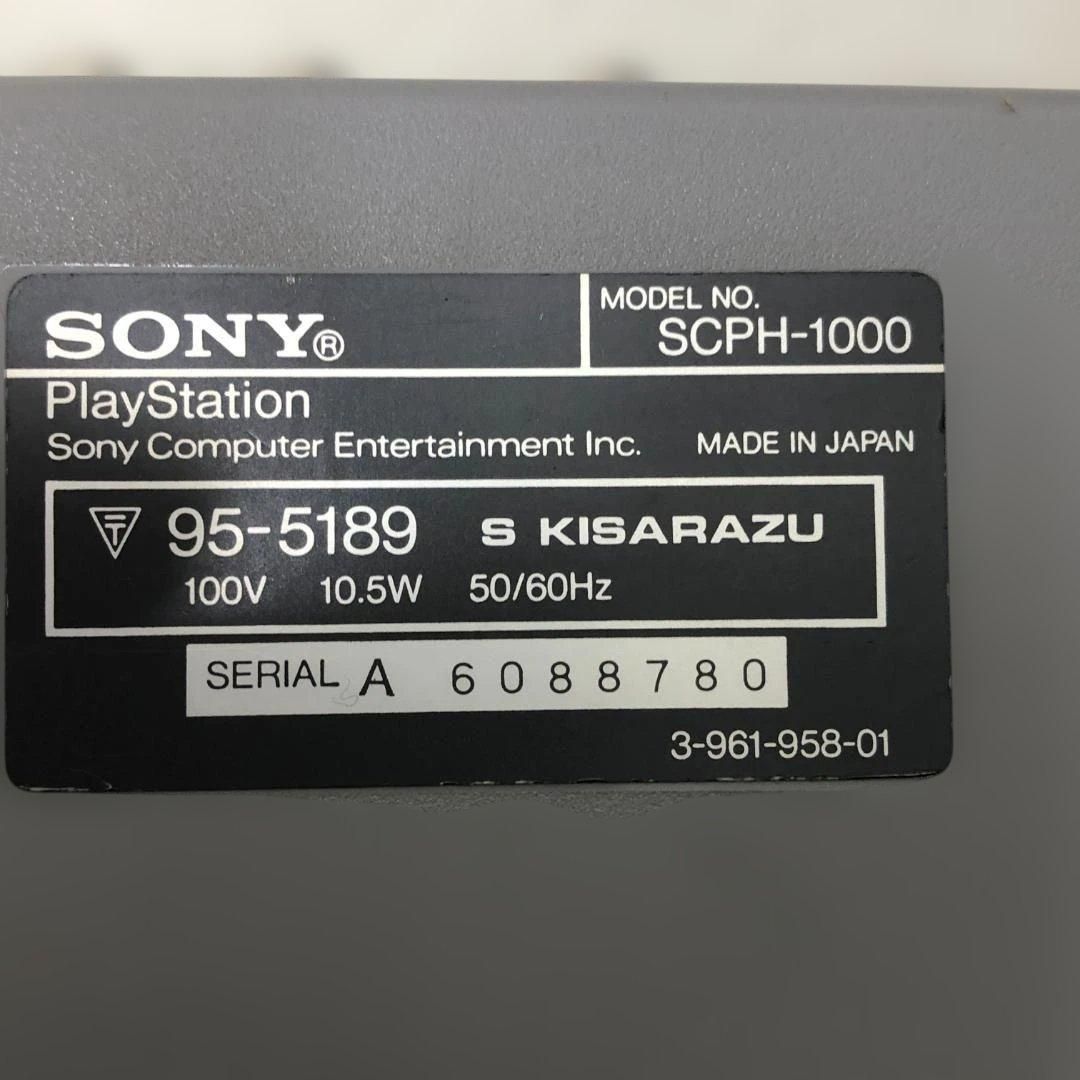 SONY®
MODEL NO.
SCPH-1000
PlayStation
Sony Computer Entertainment Inc. MADE IN JAPAN
95-5189 S KISARAZU
100V 10.5W 50/60Hz
SERIAL A 6088780
3-961-958-01